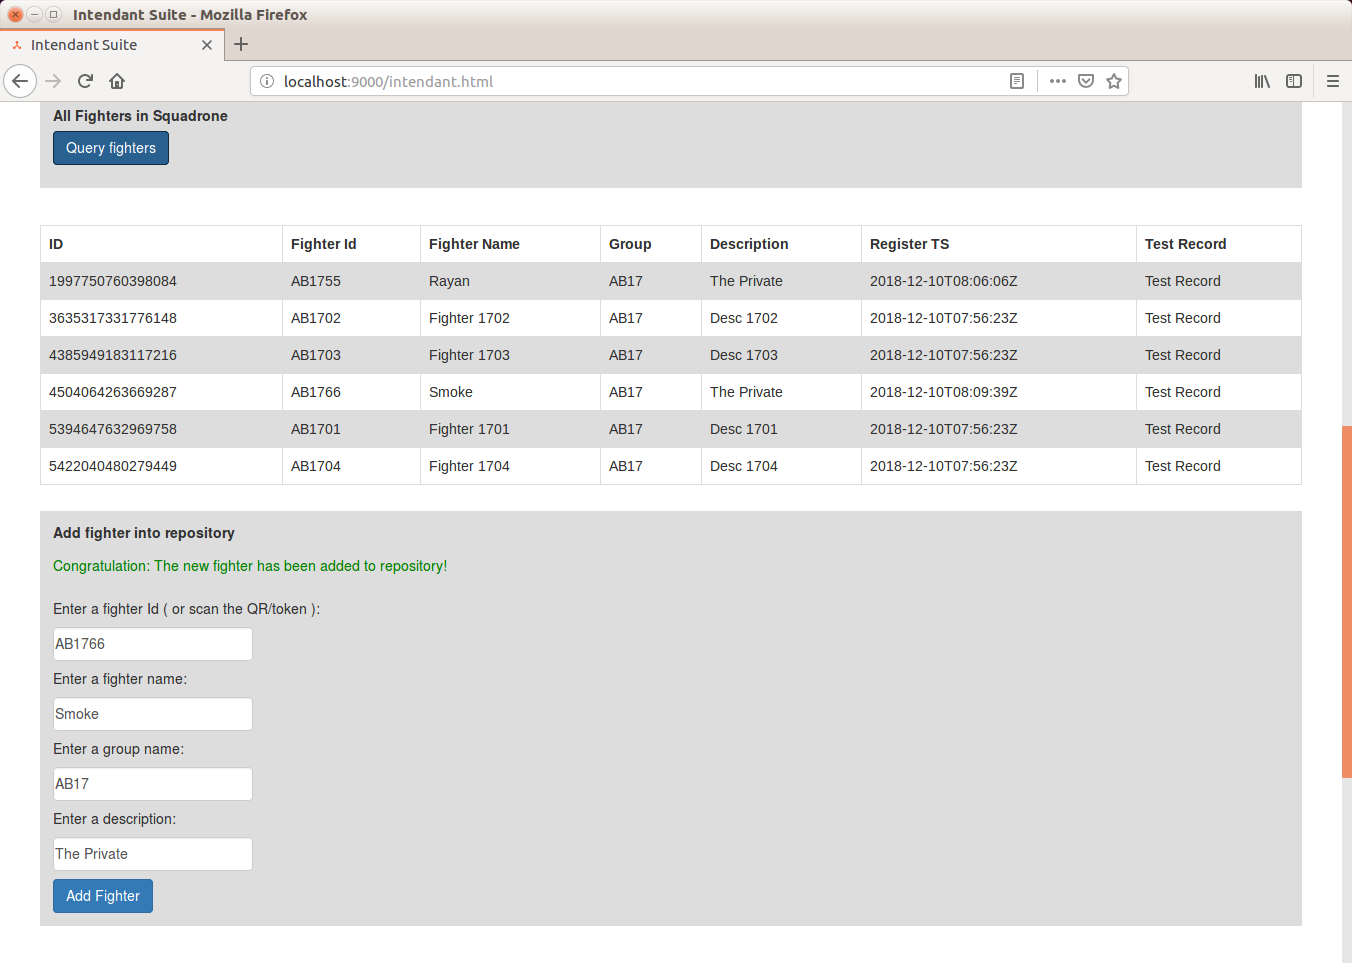 Intendant Suite - Mozilla Firefox
Intendant Suite
localhost:9000/intendant.html
All Fighters in Squadrone
Query fighters
ID Fighter Id Fighter Name Group Description Register TS Test Record
1997750760398084 AB1755 Rayan AB17 The Private 2018-12-10T08:06:06Z Test Record
3635317331776148 AB1702 Fighter 1702 AB17 Desc 1702 2018-12-10T07:56:23Z Test Record
4385949183117216 AB1703 Fighter 1703 AB17 Desc 1703 2018-12-10T07:56:23Z Test Record
4504064263669287 AB1766 Smoke AB17 The Private 2018-12-10T08:09:39Z Test Record
5394647632969758 AB1701 Fighter 1701 AB17 Desc 1701 2018-12-10T07:56:23Z Test Record
5422040480279449 AB1704 Fighter 1704 AB17 Desc 1704 2018-12-10T07:56:23Z Test Record
Add fighter into repository
Congratulation: The new fighter has been added to repository!
Enter a fighter Id ( or scan the QR/token ):
AB1766
Enter a fighter name:
Smoke
Enter a group name:
AB17
Enter a description:
The Private
Add Fighter